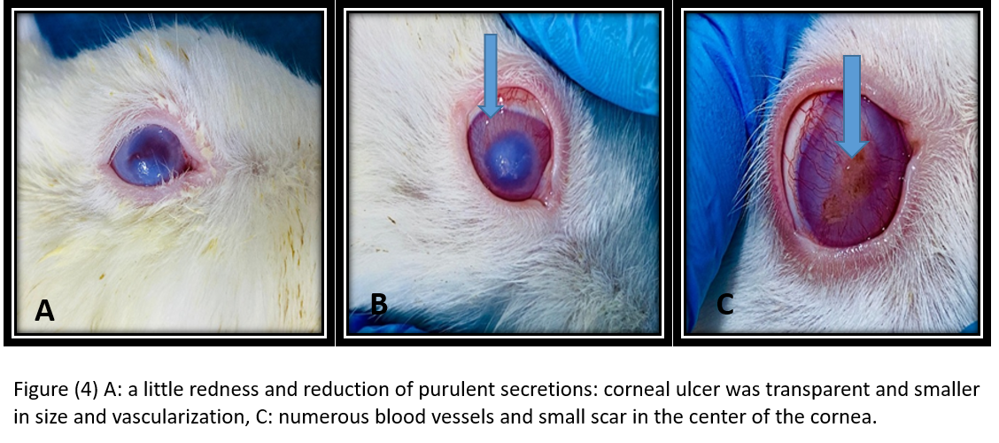 A
B
C
Figure (4) A: a little redness and reduction of purulent secretions: corneal ulcer was transparent and smaller
in size and vascularization, C: numerous blood vessels and small scar in the center of the cornea.